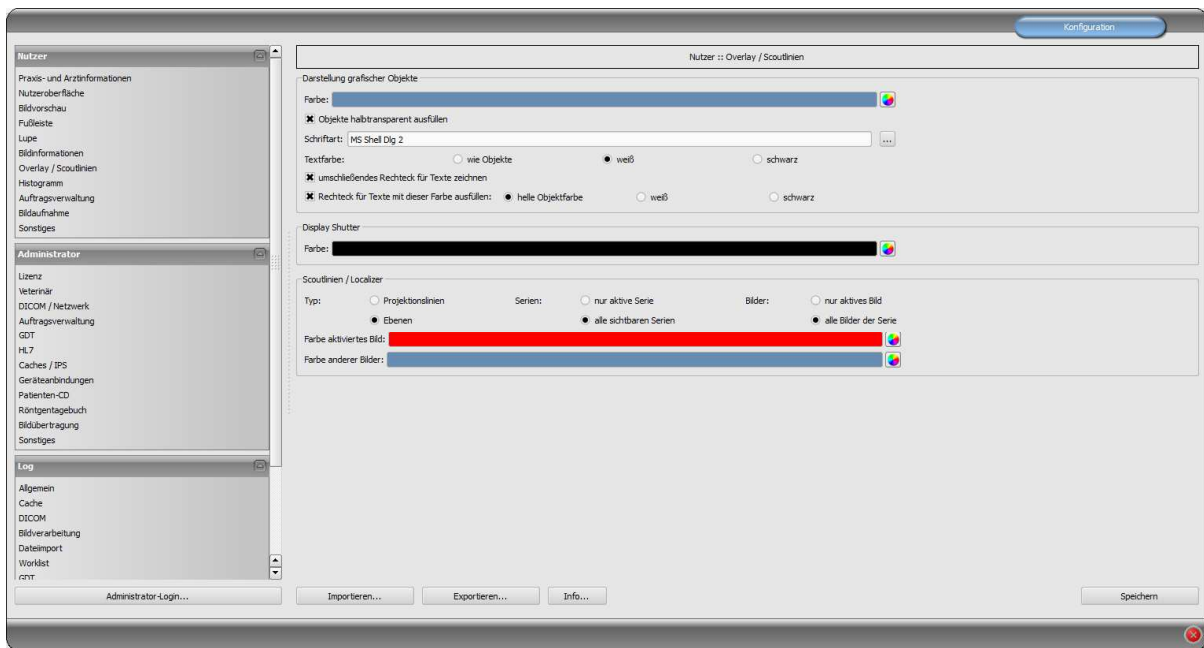 Konfiguration
Nutzer
Praxis- und Arztinformationen
Nutzeroberfläche
Bildvorschau
Fußleiste
Lupe
Bildinformationen
Overlay / Scoutlinien
Histogramm
Auftragsverwaltung
Bildaufnahme
Sonstiges
Administrator
Lizenz
Veterinär
DICOM / Netzwerk
Auftragsverwaltung
GDT
HL7
Caches / IPS
Geräteanbindungen
Patienten-CD
Röntgentagebuch
Bildübertragung
Sonstiges
Log
Allgemein
Cache
DICOM
Bildverarbeitung
Dateiimport
Worklist
GDT
Administrator-Login...
Nutzer :: Overlay / Scoutlinien
Darstellung grafischer Objekte
Farbe:
Objekte halbtransparent ausfüllen
Schriftart: MS Shell Dlg 2 ...
Textfarbe: wie Objekte weiß schwarz
umschließendes Rechteck für Texte zeichnen
Rechteck für Texte mit dieser Farbe ausfüllen: helle Objektfarbe weiß schwarz
Display Shutter
Farbe:
Scoutlinien / Localizer
Typ: Projektionslinien Serien: nur aktive Serie Bilder: nur aktives Bild
Ebenen alle sichtbaren Serien alle Bilder der Serie
Farbe aktiviertes Bild:
Farbe anderer Bilder:
Importieren... Exportieren... Info... Speichern